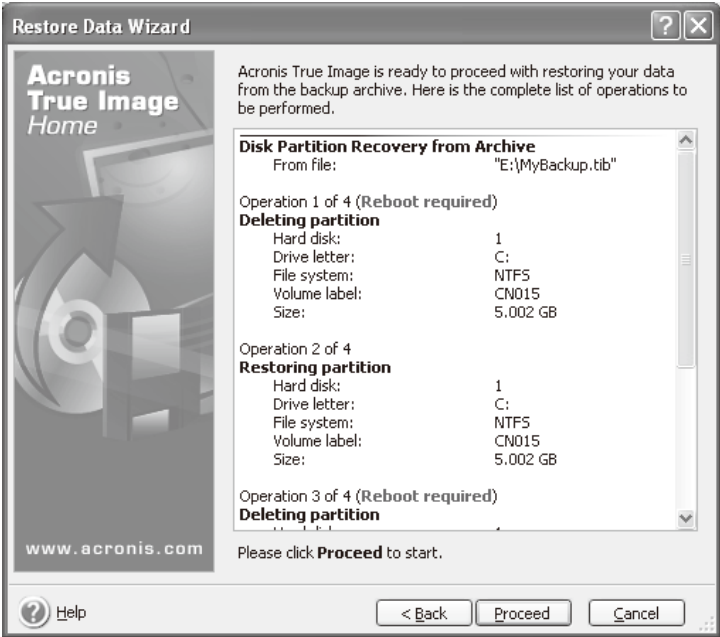 Restore Data Wizard
Acronis
True Image
Home
Acronis True Image is ready to proceed with restoring your data
from the backup archive. Here is the complete list of operations to
be performed.
Disk Partition Recovery from Archive
From file: "E:\MyBackup.tib"
Operation 1 of 4 (Reboot required)
Deleting partition
Hard disk: 1
Drive letter: C:
File system: NTFS
Volume label: CN015
Size: 5.002 GB
Operation 2 of 4
Restoring partition
Hard disk: 1
Drive letter: C:
File system: NTFS
Volume label: CN015
Size: 5.002 GB
Operation 3 of 4 (Reboot required)
Deleting partition
www.acronis.com
Please click Proceed to start.
Help
< Back
Proceed
Cancel